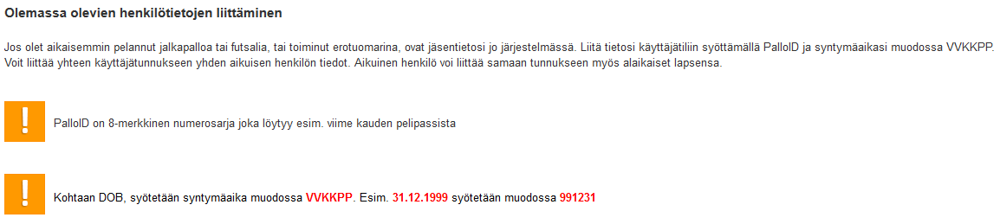 Olemassa olevien henkilötietojen liittäminen
Jos olet aikaisemmin pelannut jalkapalloa tai futsalia, tai toiminut erotuomarina, ovat jäsentietosi jo järjestelmässä. Liitä tietosi käyttäjätiliin syöttämällä PalloID ja syntymäaikasi muodossa VVKKPP.
Voit liittää yhteen käyttäjätunnukseen yhden aikuisen henkilön tiedot. Aikuinen henkilö voi liittää samaan tunnukseen myös alaikaiset lapsensa.
PalloID on 8-merkkinen numerosarja joka löytyy esim. viime kauden pelipassista
Kohtaan DOB, syötetään syntymäaika muodossa VVKKPP. Esim. 31.12.1999 syötetään muodossa 991231